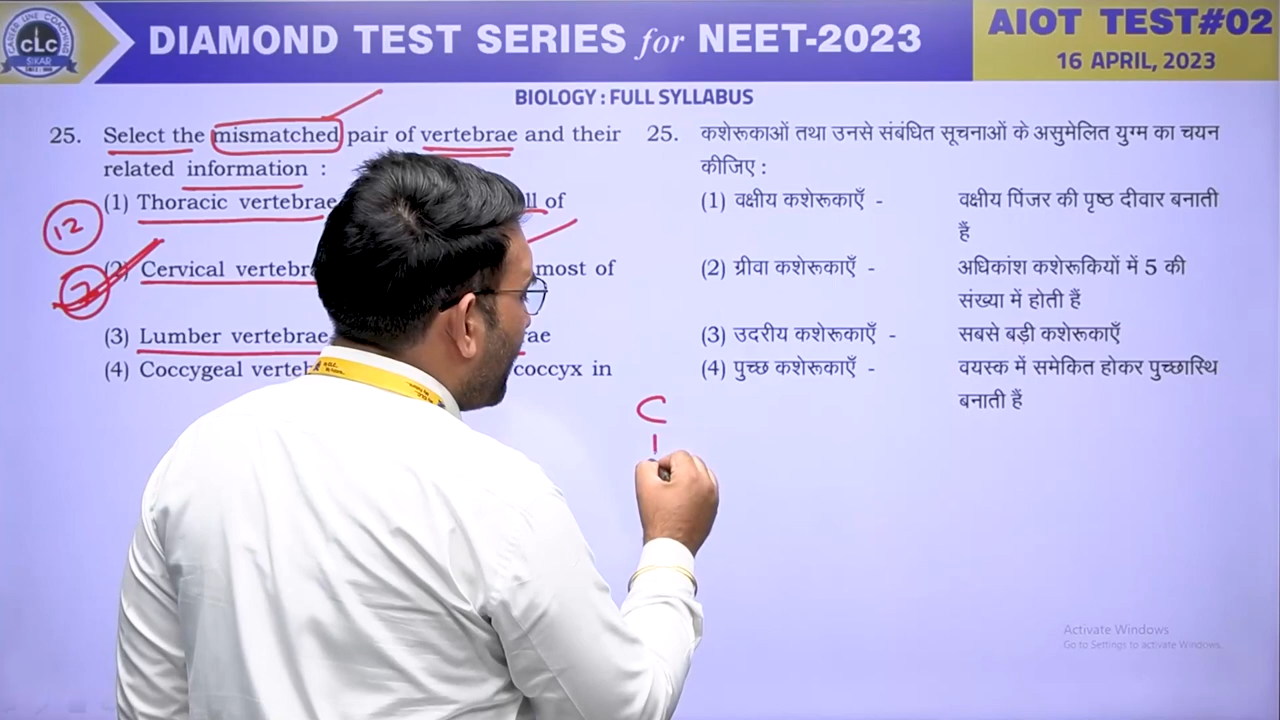 CAREER LINE COACHING
CLC
SIKAR
DIAMOND TEST SERIES for NEET-2023
AIOT TEST#02
16 APRIL, 2023
BIOLOGY : FULL SYLLABUS
25. Select the mismatched pair of vertebrae and their
related information :
(1) Thoracic vertebrae of
12
(2) Cervical most of
7
(3) Lumber vertebrae
(4) Coccygeal coccyx in
25. कशेरूकाओं तथा उनसे संबंधित सूचनाओं के असुमेलित युग्म का चयन
कीजिए :
(1) वक्षीय कशेरूकाएँ - वक्षीय पिंजर की पृष्ठ दीवार बनाती
हैं
(2) ग्रीवा कशेरूकाएँ - अधिकांश कशेरूकियों में 5 की
संख्या में होती हैं
(3) उदरीय कशेरूकाएँ - सबसे बड़ी कशेरूकाएँ
(4) पुच्छ कशेरूकाएँ - वयस्क में समेकित होकर पुच्छास्थि
बनाती हैं
C
Activate Windows
Go to Settings to activate Windows.